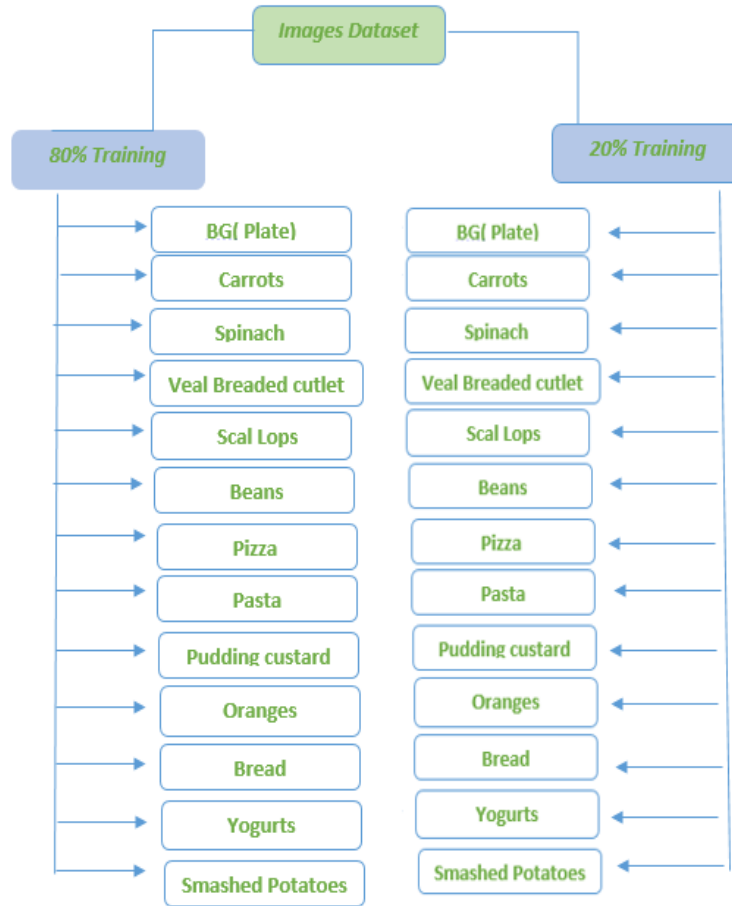 Images Dataset
80% Training
20% Training
BG( Plate)
BG( Plate)
Carrots
Carrots
Spinach
Spinach
Veal Breaded cutlet
Veal Breaded cutlet
Scal Lops
Scal Lops
Beans
Beans
Pizza
Pizza
Pasta
Pasta
Pudding custard
Pudding custard
Oranges
Oranges
Bread
Bread
Yogurts
Yogurts
Smashed Potatoes
Smashed Potatoes